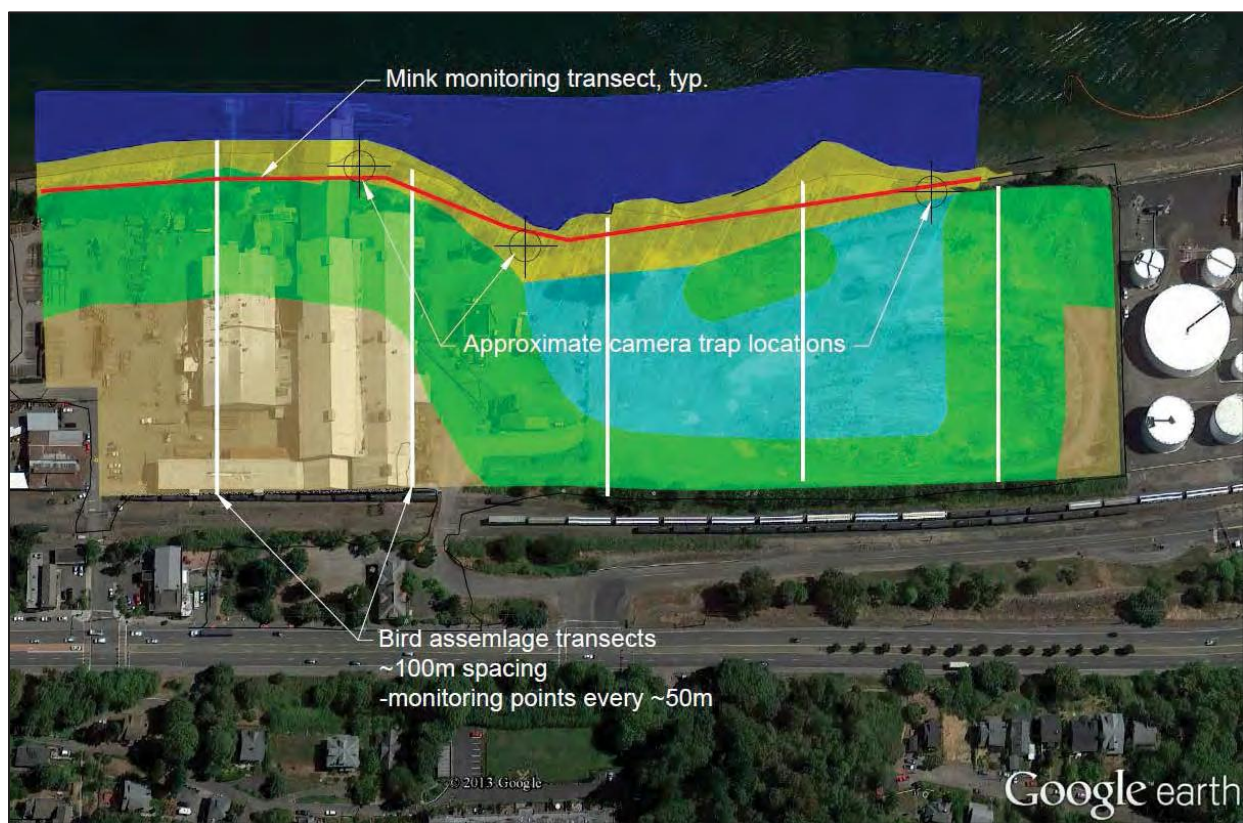 Mink monitoring transect, typ.
Approximate camera trap locations
Bird assemlage transects
~100m spacing
-monitoring points every ~50m
© 2013 Google
Google earth